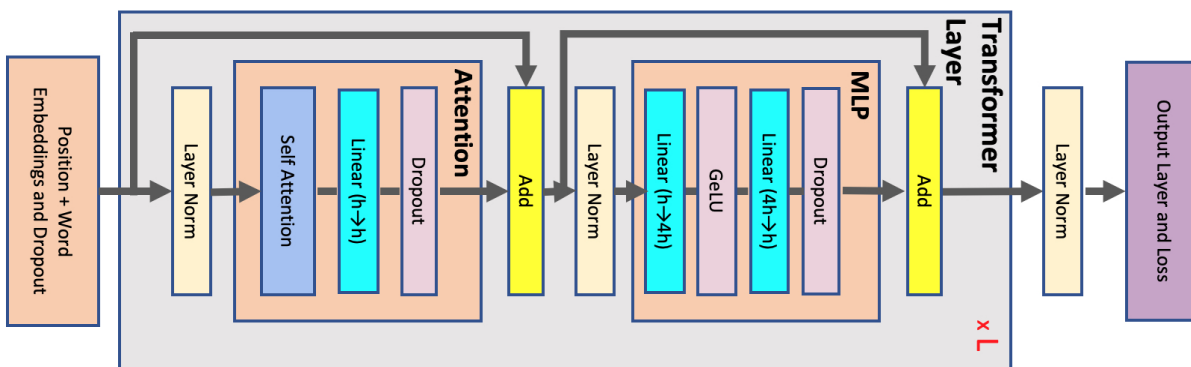 Position + Word
Embeddings and Dropout
Transformer
Layer
Layer Norm
Attention
Self Attention
Linear (h→h)
Dropout
Add
Layer Norm
MLP
Linear (h→4h)
GeLU
Linear (4h→h)
Dropout
Add
x L
Layer Norm
Output Layer and Loss